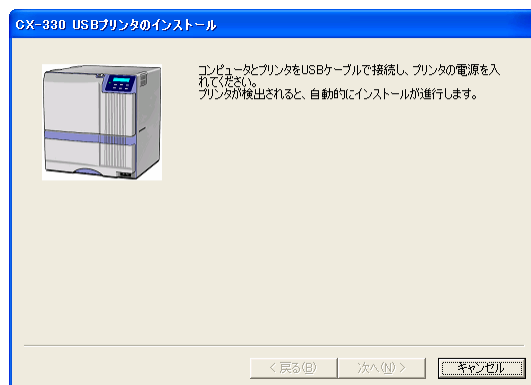 CX-330 USBプリンタのインストール
コンピュータとプリンタをUSBケーブルで接続し、プリンタの電源を入
れてください。
プリンタが検出されると、自動的にインストールが進行します。
< 戻る(B)
次へ(N) >
キャンセル